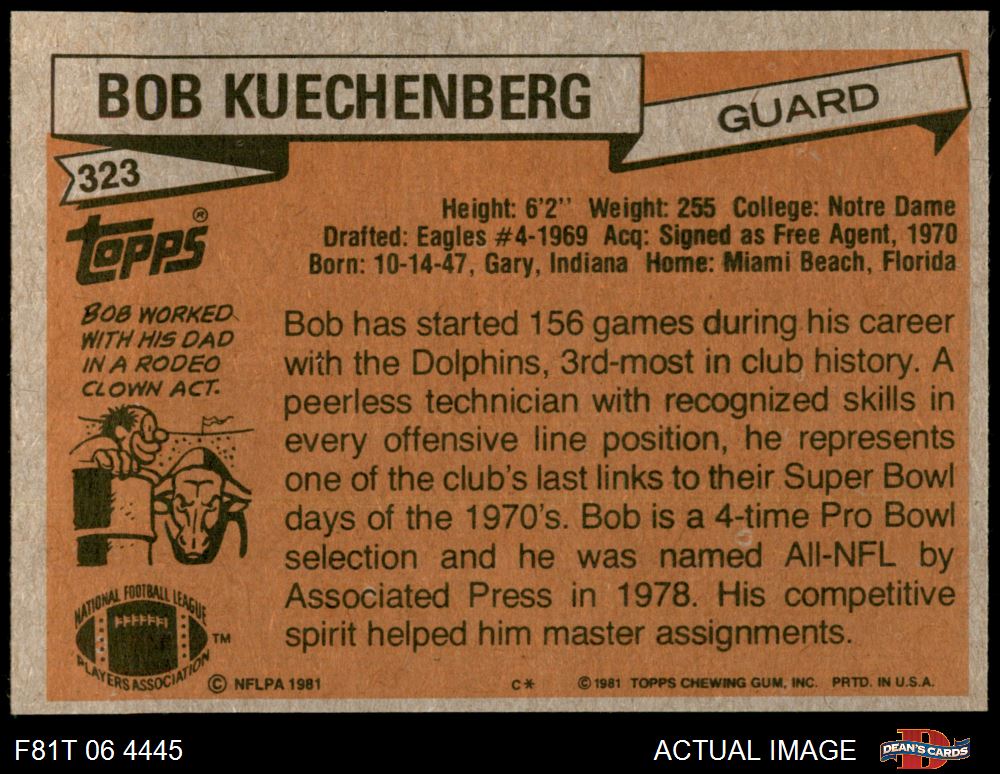 BOB KUECHENBERG
GUARD
323
topps®
Height: 6'2'' Weight: 255 College: Notre Dame
Drafted: Eagles #4-1969 Acq: Signed as Free Agent, 1970
Born: 10-14-47, Gary, Indiana Home: Miami Beach, Florida
BOB WORKED
WITH HIS DAD
IN A RODEO
CLOWN ACT.
Bob has started 156 games during his career
with the Dolphins, 3rd-most in club history. A
peerless technician with recognized skills in
every offensive line position, he represents
one of the club's last links to their Super Bowl
days of the 1970's. Bob is a 4-time Pro Bowl
selection and he was named All-NFL by
Associated Press in 1978. His competitive
spirit helped him master assignments.
NATIONAL FOOTBALL LEAGUE
PLAYERS ASSOCIATION
TM
© NFLPA 1981
C*
© 1981 TOPPS CHEWING GUM, INC. PRTD. IN U.S.A.
F81T 06 4445
ACTUAL IMAGE
D
DEAN'S CARDS